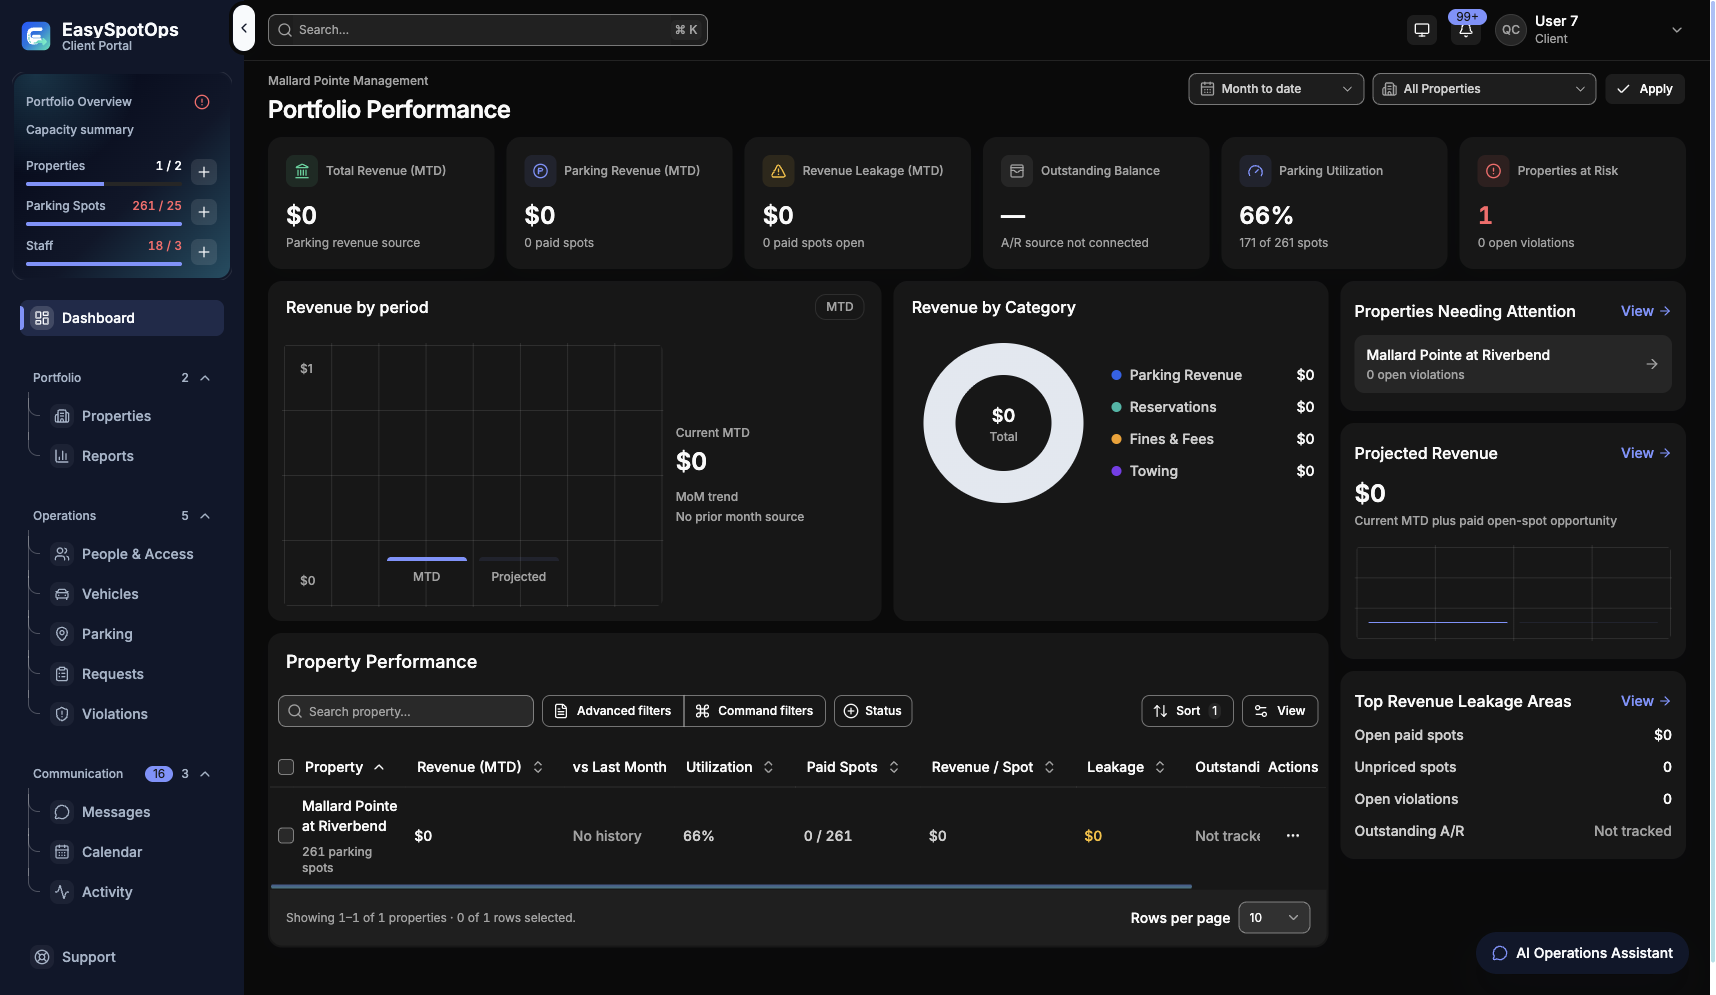 EasySpotOps
Client Portal
Portfolio Overview
Capacity summary
Properties 1 / 2
Parking Spots 261 / 25
Staff 18 / 3
Dashboard
Portfolio 2
Properties
Reports
Operations 5
People & Access
Vehicles
Parking
Requests
Violations
Communication 16 3
Messages
Calendar
Activity
Support
Search... ⌘ K
99+
QC
User 7
Client
Mallard Pointe Management
Portfolio Performance
Month to date
All Properties
Apply
Total Revenue (MTD)
$0
Parking revenue source
Parking Revenue (MTD)
$0
0 paid spots
Revenue Leakage (MTD)
$0
0 paid spots open
Outstanding Balance
—
A/R source not connected
Parking Utilization
66%
171 of 261 spots
Properties at Risk
1
0 open violations
Revenue by period
MTD
$1
$0
MTD
Projected
Current MTD
$0
MoM trend
No prior month source
Revenue by Category
$0
Total
Parking Revenue $0
Reservations $0
Fines & Fees $0
Towing $0
Properties Needing Attention View
Mallard Pointe at Riverbend
0 open violations
Projected Revenue View
$0
Current MTD plus paid open-spot opportunity
Top Revenue Leakage Areas View
Open paid spots $0
Unpriced spots 0
Open violations 0
Outstanding A/R Not tracked
Property Performance
Search property...
Advanced filters
Command filters
Status
Sort 1
View
Property Revenue (MTD) vs Last Month Utilization Paid Spots Revenue / Spot Leakage Outstandi Actions
Mallard Pointe
at Riverbend
261 parking
spots
$0 No history 66% 0 / 261 $0 $0 Not tracke ...
Showing 1–1 of 1 properties · 0 of 1 rows selected.
Rows per page 10
AI Operations Assistant